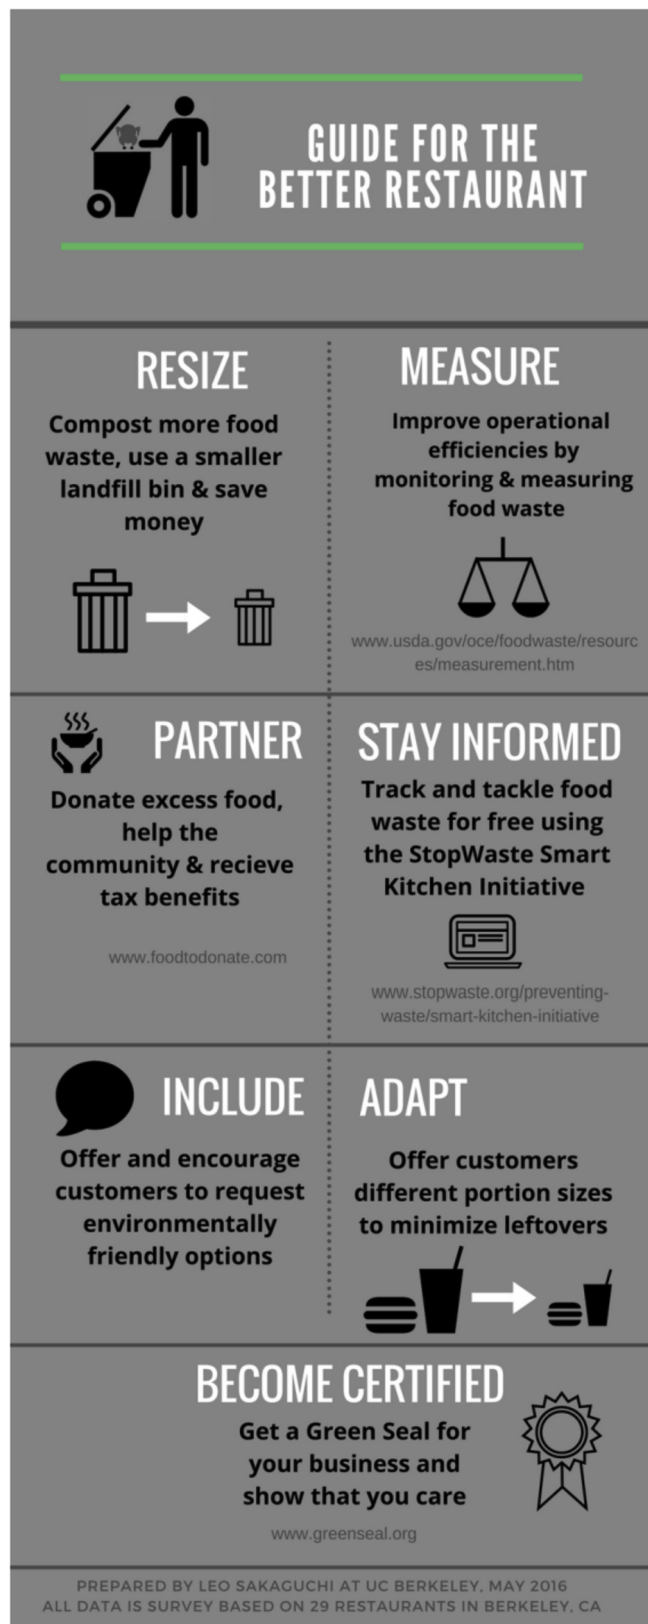 GUIDE FOR THE
BETTER RESTAURANT
RESIZE
Compost more food
waste, use a smaller
landfill bin & save
money
MEASURE
Improve operational
efficiencies by
monitoring & measuring
food waste
www.usda.gov/oce/foodwaste/resourc
es/measurement.htm
PARTNER
Donate excess food,
help the
community & recieve
tax benefits
www.foodtodonate.com
STAY INFORMED
Track and tackle food
waste for free using
the StopWaste Smart
Kitchen Initiative
www.stopwaste.org/preventing-
waste/smart-kitchen-initiative
INCLUDE
Offer and encourage
customers to request
environmentally
friendly options
ADAPT
Offer customers
different portion sizes
to minimize leftovers
BECOME CERTIFIED
Get a Green Seal for
your business and
show that you care
www.greenseal.org
PREPARED BY LEO SAKAGUCHI AT UC BERKELEY, MAY 2016
ALL DATA IS SURVEY BASED ON 29 RESTAURANTS IN BERKELEY, CA